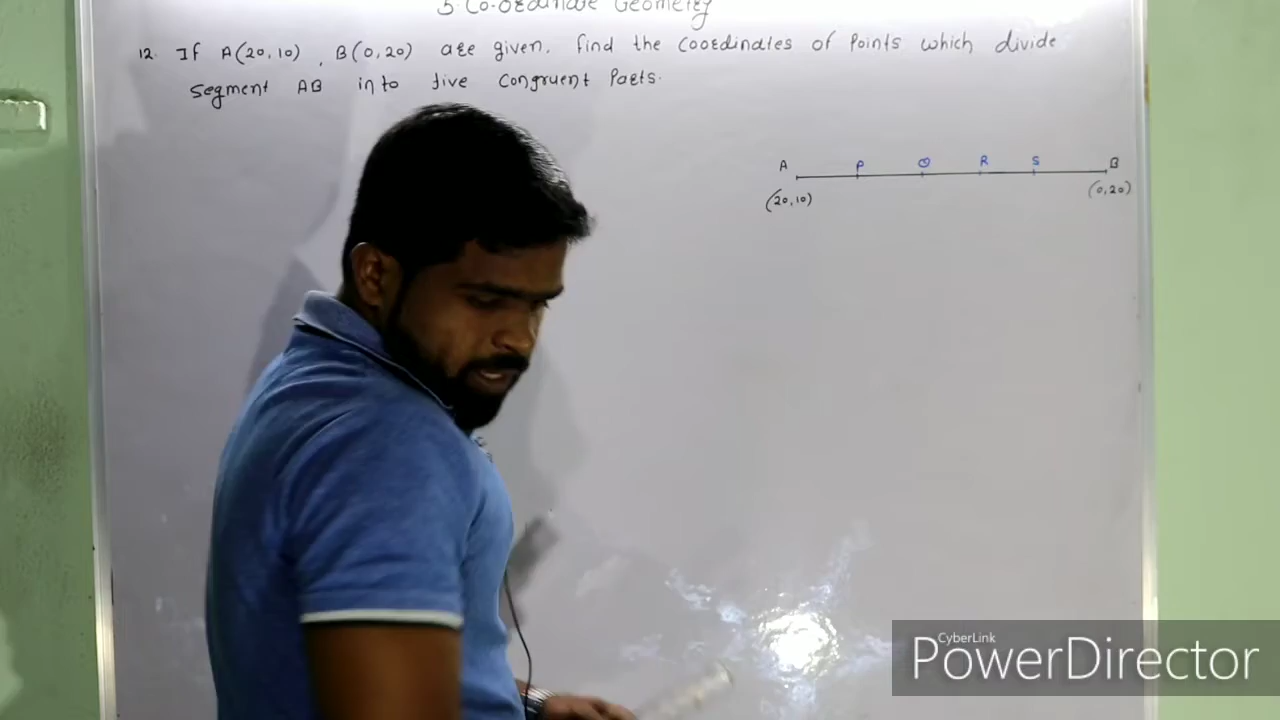 5. Co-ordinate Geometry
12. If A(20,10), B(0,20) are given. Find the coordinates of Points which divide
segment AB into five congruent Parts.
A P Q R S B
(20,10) (0,20)
CyberLink
PowerDirector